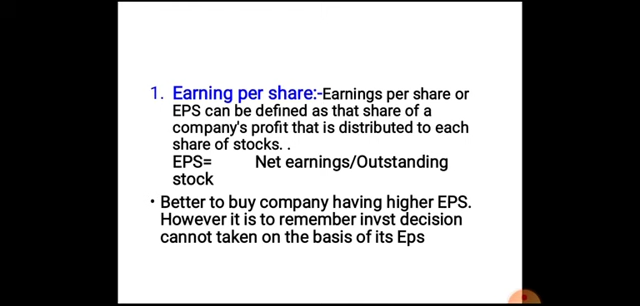 1. Earning per share:-Earnings per share or
EPS can be defined as that share of a
company's profit that is distributed to each
share of stocks. .
EPS= Net earnings/Outstanding
stock
• Better to buy company having higher EPS.
However it is to remember invst decision
cannot taken on the basis of its Eps